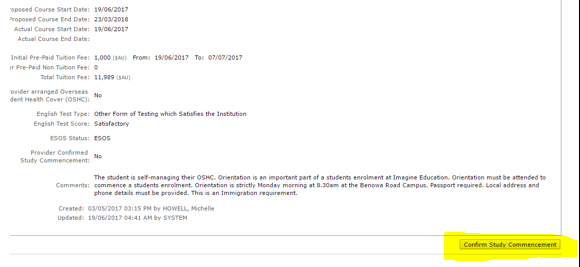 roposed Course Start Date: 19/06/2017
Proposed Course End Date: 23/03/2018
Actual Course Start Date: 19/06/2017
Actual Course End Date:
Initial Pre-Paid Tuition Fee: 1,000 ($AU) From: 19/06/2017 To: 07/07/2017
er Pre-Paid Non Tuition Fee: 0
Total Tuition Fee: 11,989 ($AU)
ovider arranged Overseas
dent Health Cover (OSHC): No
English Test Type: Other Form of Testing which Satisfies the Institution
English Test Score: Satisfactory
ESOS Status: ESOS
Provider Confirmed
Study Commencement: No
The student is self-managing their OSHC. Orientation is an important part of a students enrolment at Imagine Education. Orientation must be attended to
Comments: commence a students enrolment. Orientation is strictly Monday morning at 8.30am at the Benowa Road Campus. Passport required. Local address and
phone details must be provided. This is an Immigration requirement.
Created: 03/05/2017 03:15 PM by HOWELL, Michelle
Updated: 19/06/2017 04:41 AM by SYSTEM
Confirm Study Commencement